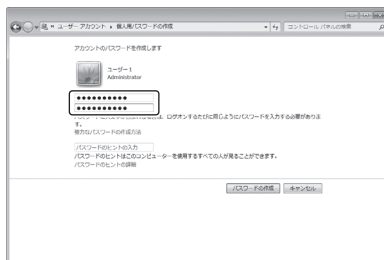 « ユーザー アカウント ▸ 個人用パスワードの作成
コントロール パネルの検索
アカウントのパスワードを作成します
ユーザー 1
Administrator
●●●●●●●●●●
●●●●●●●●●●
ログオンするたびに同じようにパスワードを入力する必要がありま
す。
強力なパスワードの作成方法
パスワードのヒントの入力
パスワードのヒントはこのコンピューターを使用するすべての人が見ることができます。
パスワードのヒントの詳細
パスワードの作成
キャンセル